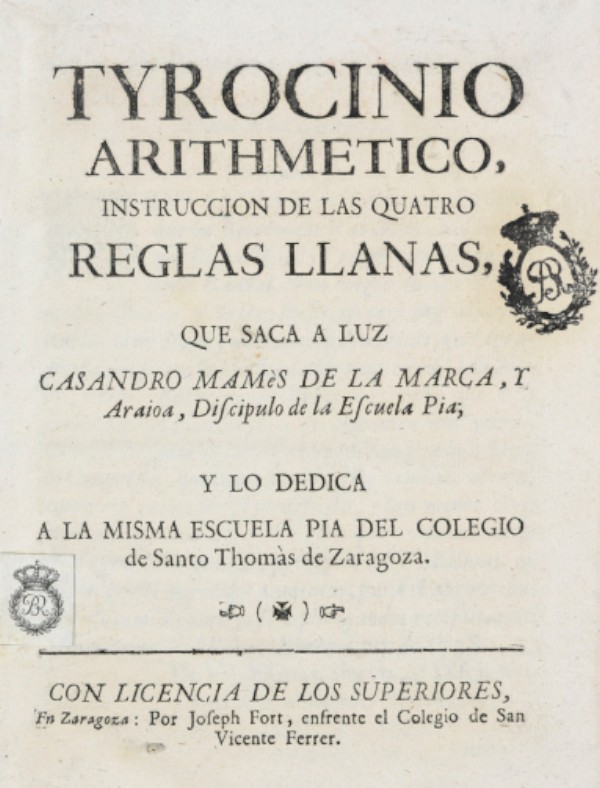 TYROCINIO
ARITHMETICO,
INSTRUCCION DE LAS QUATRO
REGLAS LLANAS,
QUE SACA A LUZ
CASANDRO MAMèS DE LA MARCA, Y
Araioa, Diſcipulo de la Eſcuela Pia;
Y LO DEDICA
A LA MISMA ESCUELA PIA DEL COLEGIO
de Santo Thomàs de Zaragoza.
CON LICENCIA DE LOS SUPERIORES,
En Zaragoza: Por Joſeph Fort, enfrente el Colegio de San
Vicente Ferrer.